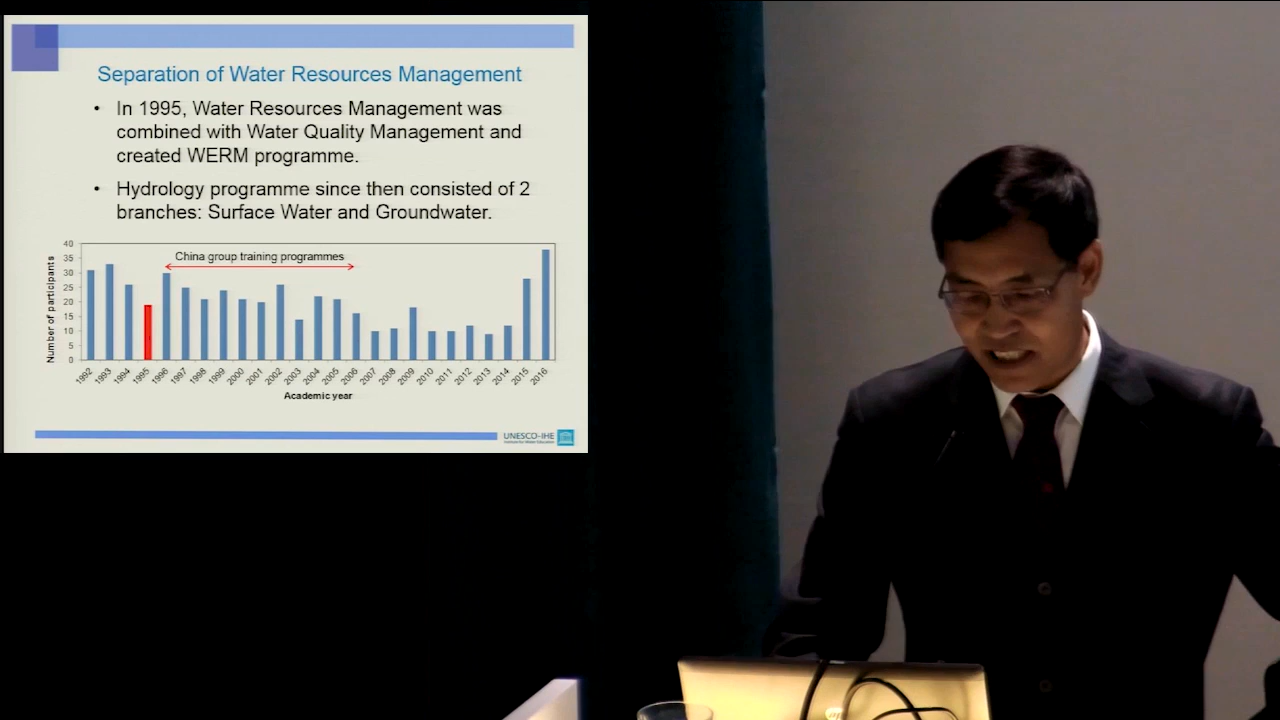 Separation of Water Resources Management
• In 1995, Water Resources Management was
combined with Water Quality Management and
created WERM programme.
• Hydrology programme since then consisted of 2
branches: Surface Water and Groundwater.
China group training programmes
Number of participants
40
35
30
25
20
15
10
5
0
1992 1993 1994 1995 1996 1997 1998 1999 2000 2001 2002 2003 2004 2005 2006 2007 2008 2009 2010 2011 2012 2013 2014 2015 2016
Academic year
UNESCO-IHE
Institute for Water Education